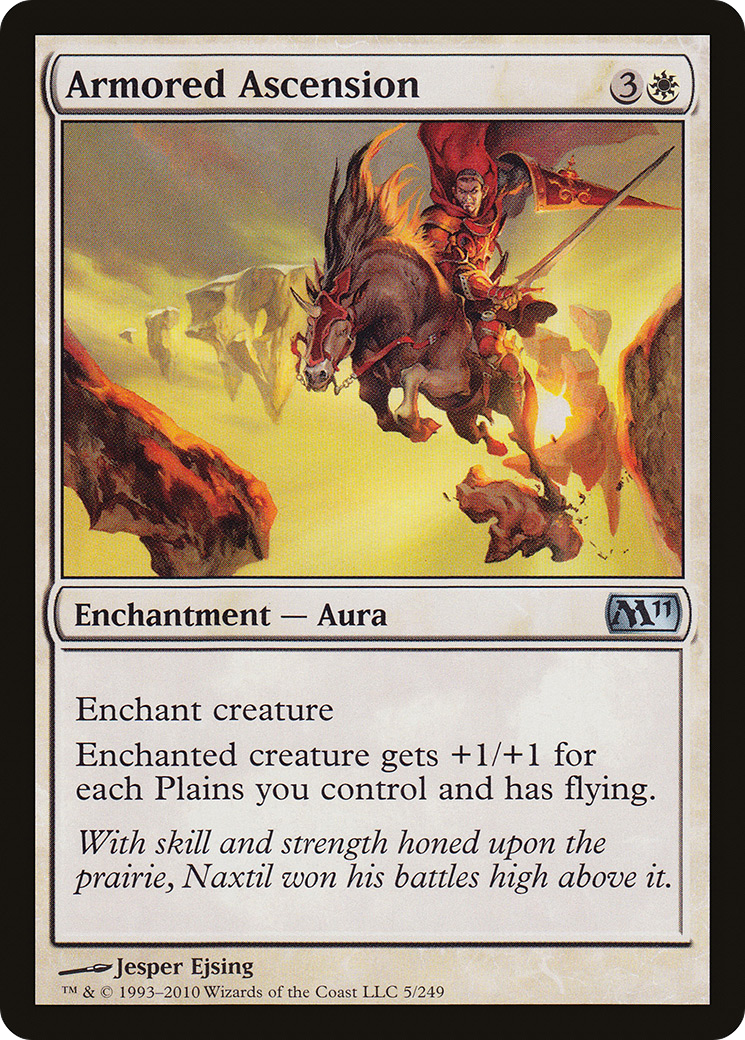 Armored Ascension 3
Enchantment — Aura M11
Enchant creature
Enchanted creature gets +1/+1 for
each Plains you control and has flying.
With skill and strength honed upon the
prairie, Naxtil won his battles high above it.
Jesper Ejsing
™ & © 1993–2010 Wizards of the Coast LLC 5/249